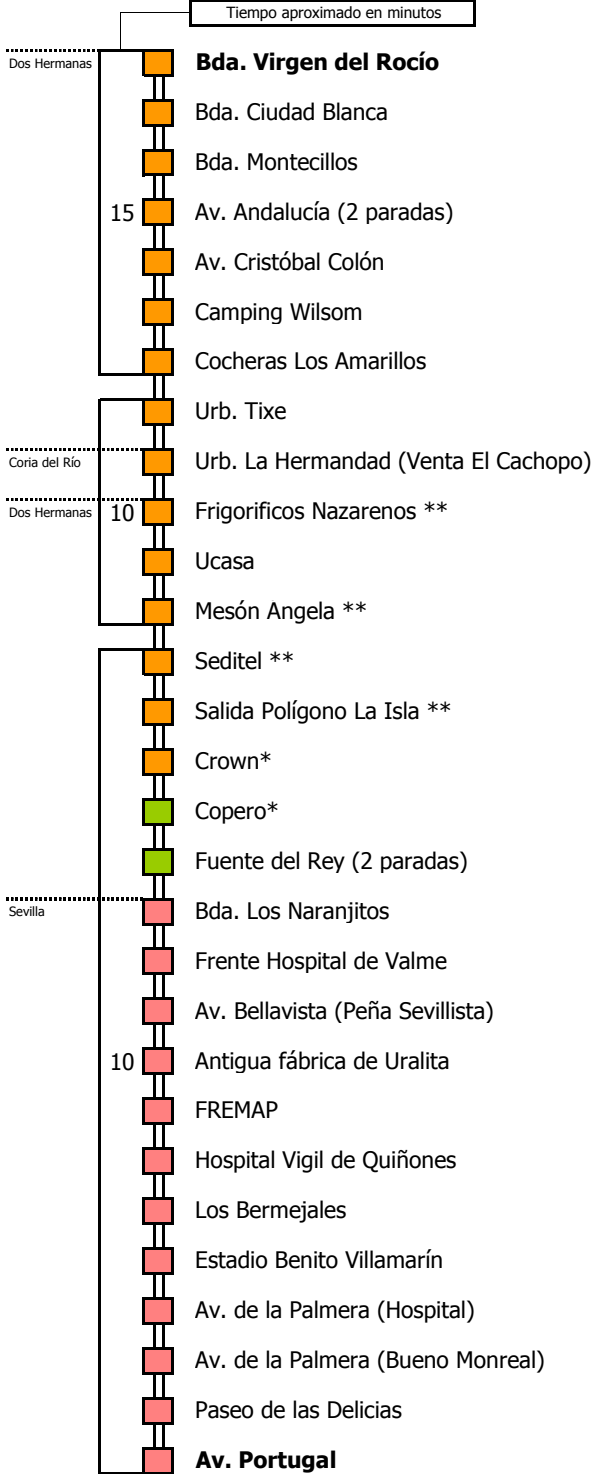 Tiempo aproximado en minutos
Dos Hermanas
Bda. Virgen del Rocío
Bda. Ciudad Blanca
Bda. Montecillos
15 Av. Andalucía (2 paradas)
Av. Cristóbal Colón
Camping Wilsom
Cocheras Los Amarillos
Urb. Tixe
Coria del Río Urb. La Hermandad (Venta El Cachopo)
Dos Hermanas 10 Frigorificos Nazarenos **
Ucasa
Mesón Angela **
Seditel **
Salida Polígono La Isla **
Crown*
Copero*
Fuente del Rey (2 paradas)
Sevilla Bda. Los Naranjitos
Frente Hospital de Valme
Av. Bellavista (Peña Sevillista)
10 Antigua fábrica de Uralita
FREMAP
Hospital Vigil de Quiñones
Los Bermejales
Estadio Benito Villamarín
Av. de la Palmera (Hospital)
Av. de la Palmera (Bueno Monreal)
Paseo de las Delicias
Av. Portugal